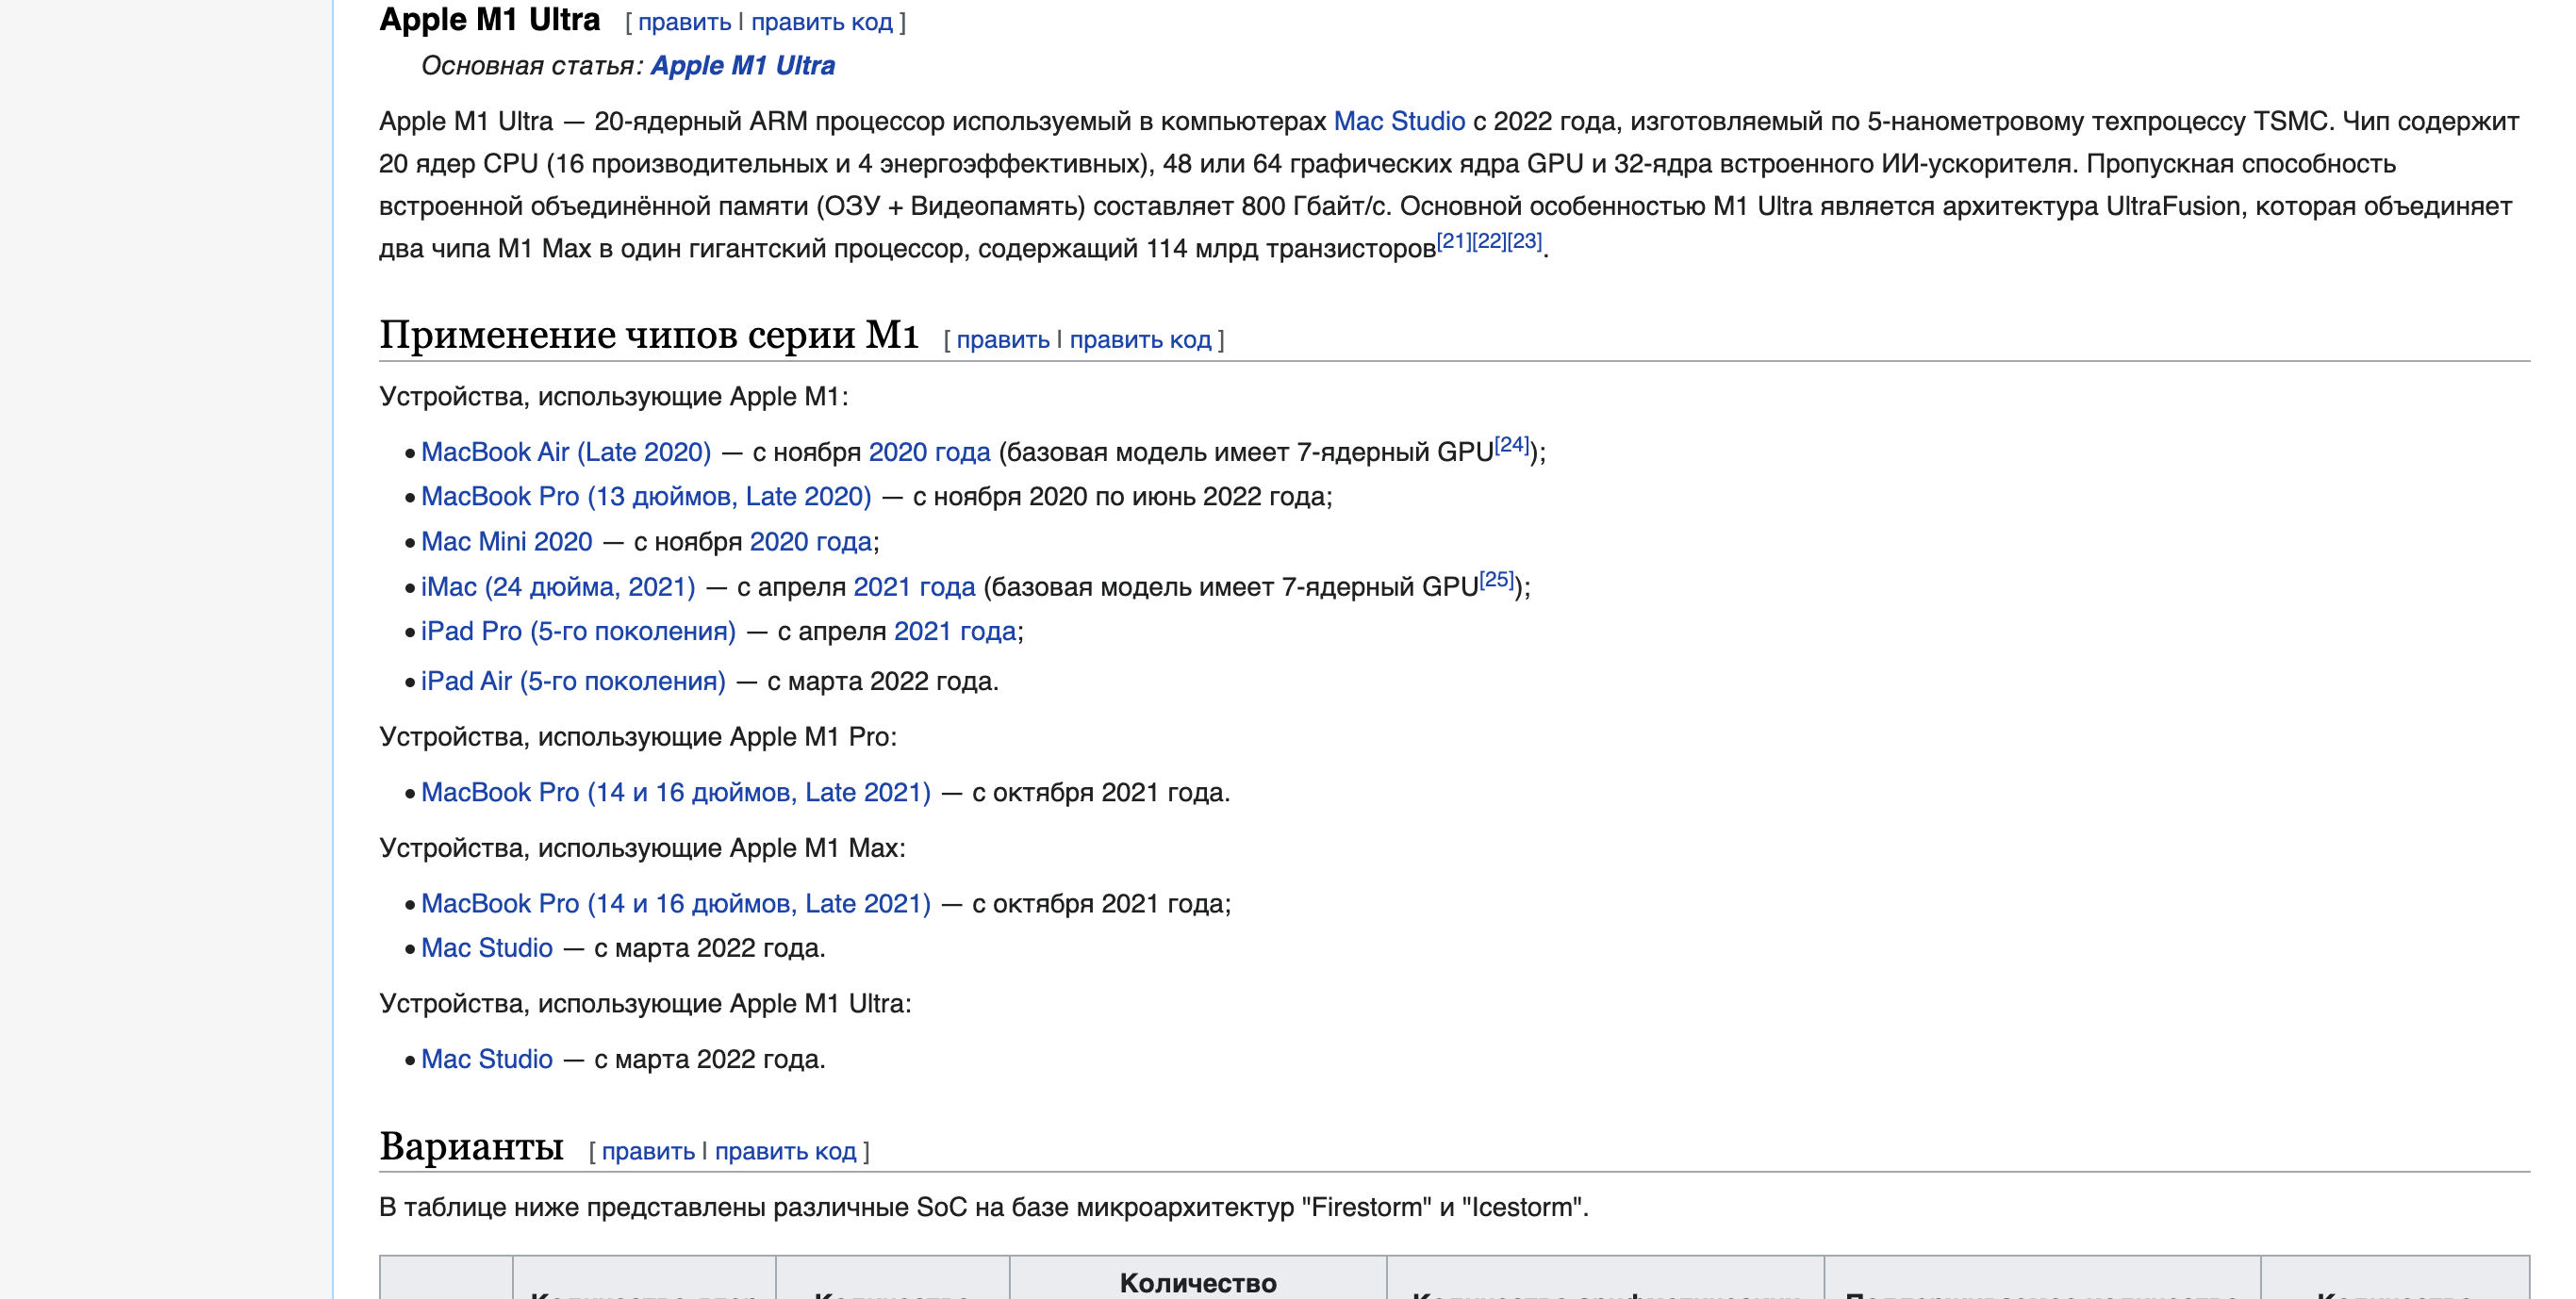 Apple M1 Ultra [ править | править код ]
Основная статья: Apple M1 Ultra
Apple M1 Ultra — 20-ядерный ARM процессор используемый в компьютерах Mac Studio с 2022 года, изготовляемый по 5-нанометровому техпроцессу TSMC. Чип содержит
20 ядер CPU (16 производительных и 4 энергоэффективных), 48 или 64 графических ядра GPU и 32-ядра встроенного ИИ-ускорителя. Пропускная способность
встроенной объединённой памяти (ОЗУ + Видеопамять) составляет 800 Гбайт/с. Основной особенностью M1 Ultra является архитектура UltraFusion, которая объединяет
два чипа M1 Max в один гигантский процессор, содержащий 114 млрд транзисторов[21][22][23].
Применение чипов серии M1 [ править | править код ]
Устройства, использующие Apple M1:
• MacBook Air (Late 2020) — с ноября 2020 года (базовая модель имеет 7-ядерный GPU[24]);
• MacBook Pro (13 дюймов, Late 2020) — с ноября 2020 по июнь 2022 года;
• Mac Mini 2020 — с ноября 2020 года;
• iMac (24 дюйма, 2021) — с апреля 2021 года (базовая модель имеет 7-ядерный GPU[25]);
• iPad Pro (5-го поколения) — с апреля 2021 года;
• iPad Air (5-го поколения) — с марта 2022 года.
Устройства, использующие Apple M1 Pro:
• MacBook Pro (14 и 16 дюймов, Late 2021) — с октября 2021 года.
Устройства, использующие Apple M1 Max:
• MacBook Pro (14 и 16 дюймов, Late 2021) — с октября 2021 года;
• Mac Studio — с марта 2022 года.
Устройства, использующие Apple M1 Ultra:
• Mac Studio — с марта 2022 года.
Варианты [ править | править код ]
В таблице ниже представлены различные SoC на базе микроархитектур "Firestorm" и "Icestorm".
Количество